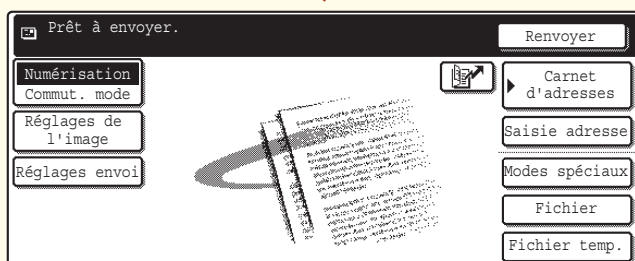 Prêt à envoyer.
Renvoyer
Numérisation
Commut. mode
Réglages de
l'image
Réglages envoi
Carnet
d'adresses
Saisie adresse
Modes spéciaux
Fichier
Fichier temp.